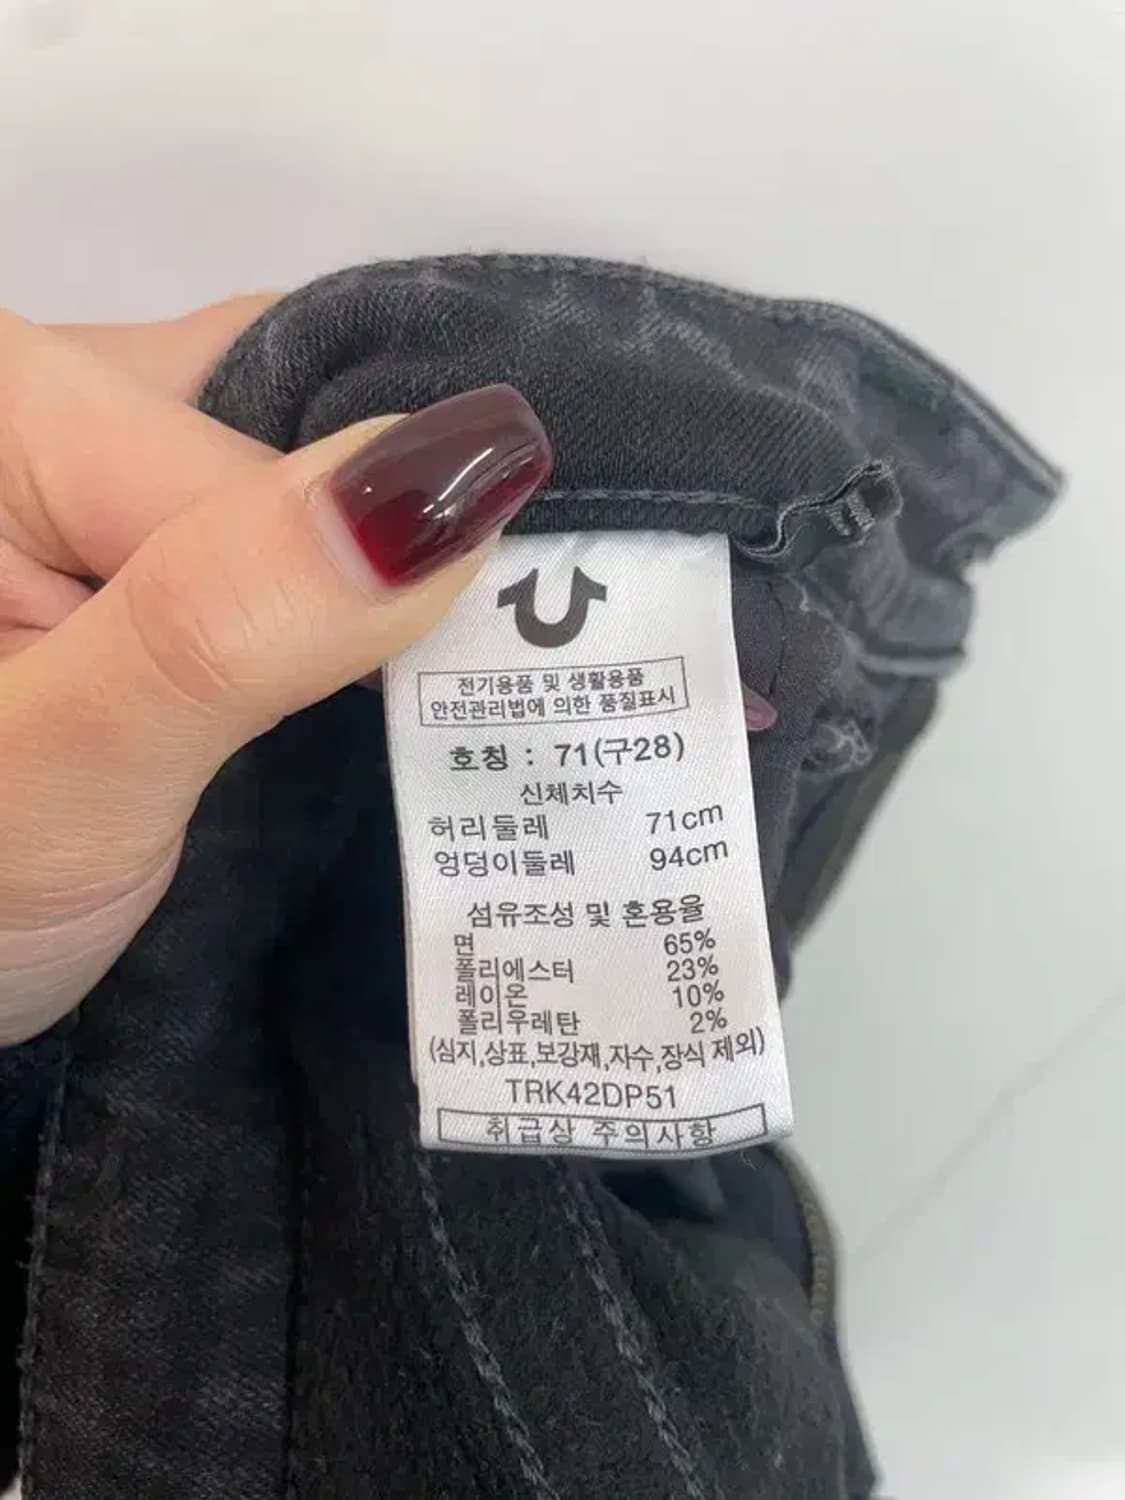 전기용품 및 생활용품
안전관리법에 의한 품질표시
호칭 : 71(구28)
신체치수
허리둘레 71cm
엉덩이둘레 94cm
섬유조성 및 혼용율
면 65%
폴리에스터 23%
레이온 10%
폴리우레탄 2%
(심지,상표,보강재,자수,장식 제외)
TRK42DP51
취급상 주의사항